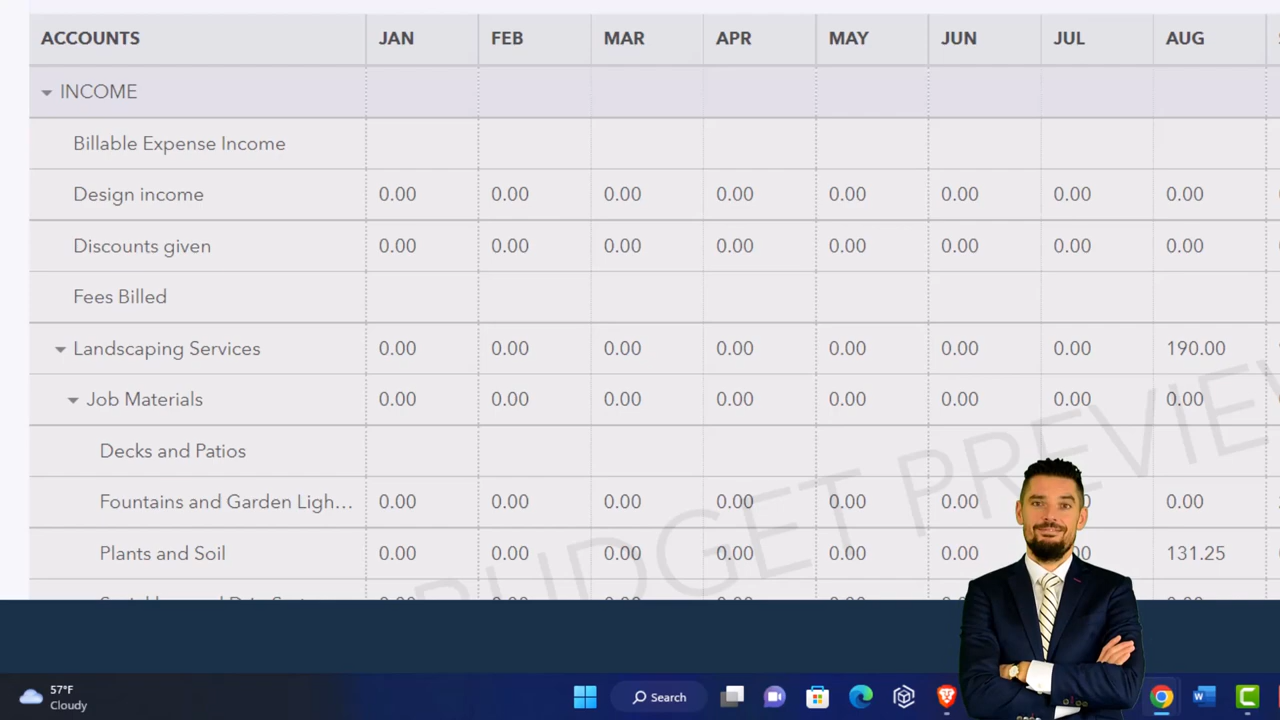 ACCOUNTS JAN FEB MAR APR MAY JUN JUL AUG
INCOME
Billable Expense Income
Design income 0.00 0.00 0.00 0.00 0.00 0.00 0.00 0.00
Discounts given 0.00 0.00 0.00 0.00 0.00 0.00 0.00 0.00
Fees Billed
Landscaping Services 0.00 0.00 0.00 0.00 0.00 0.00 0.00 190.00
Job Materials 0.00 0.00 0.00 0.00 0.00 0.00 0.00 0.00
Decks and Patios
Fountains and Garden Ligh... 0.00 0.00 0.00 0.00 0.00 0.00 0.00
Plants and Soil 0.00 0.00 0.00 0.00 0.00 0.00 131.25
BUDGET PREVIEW
57°F
Cloudy
Search